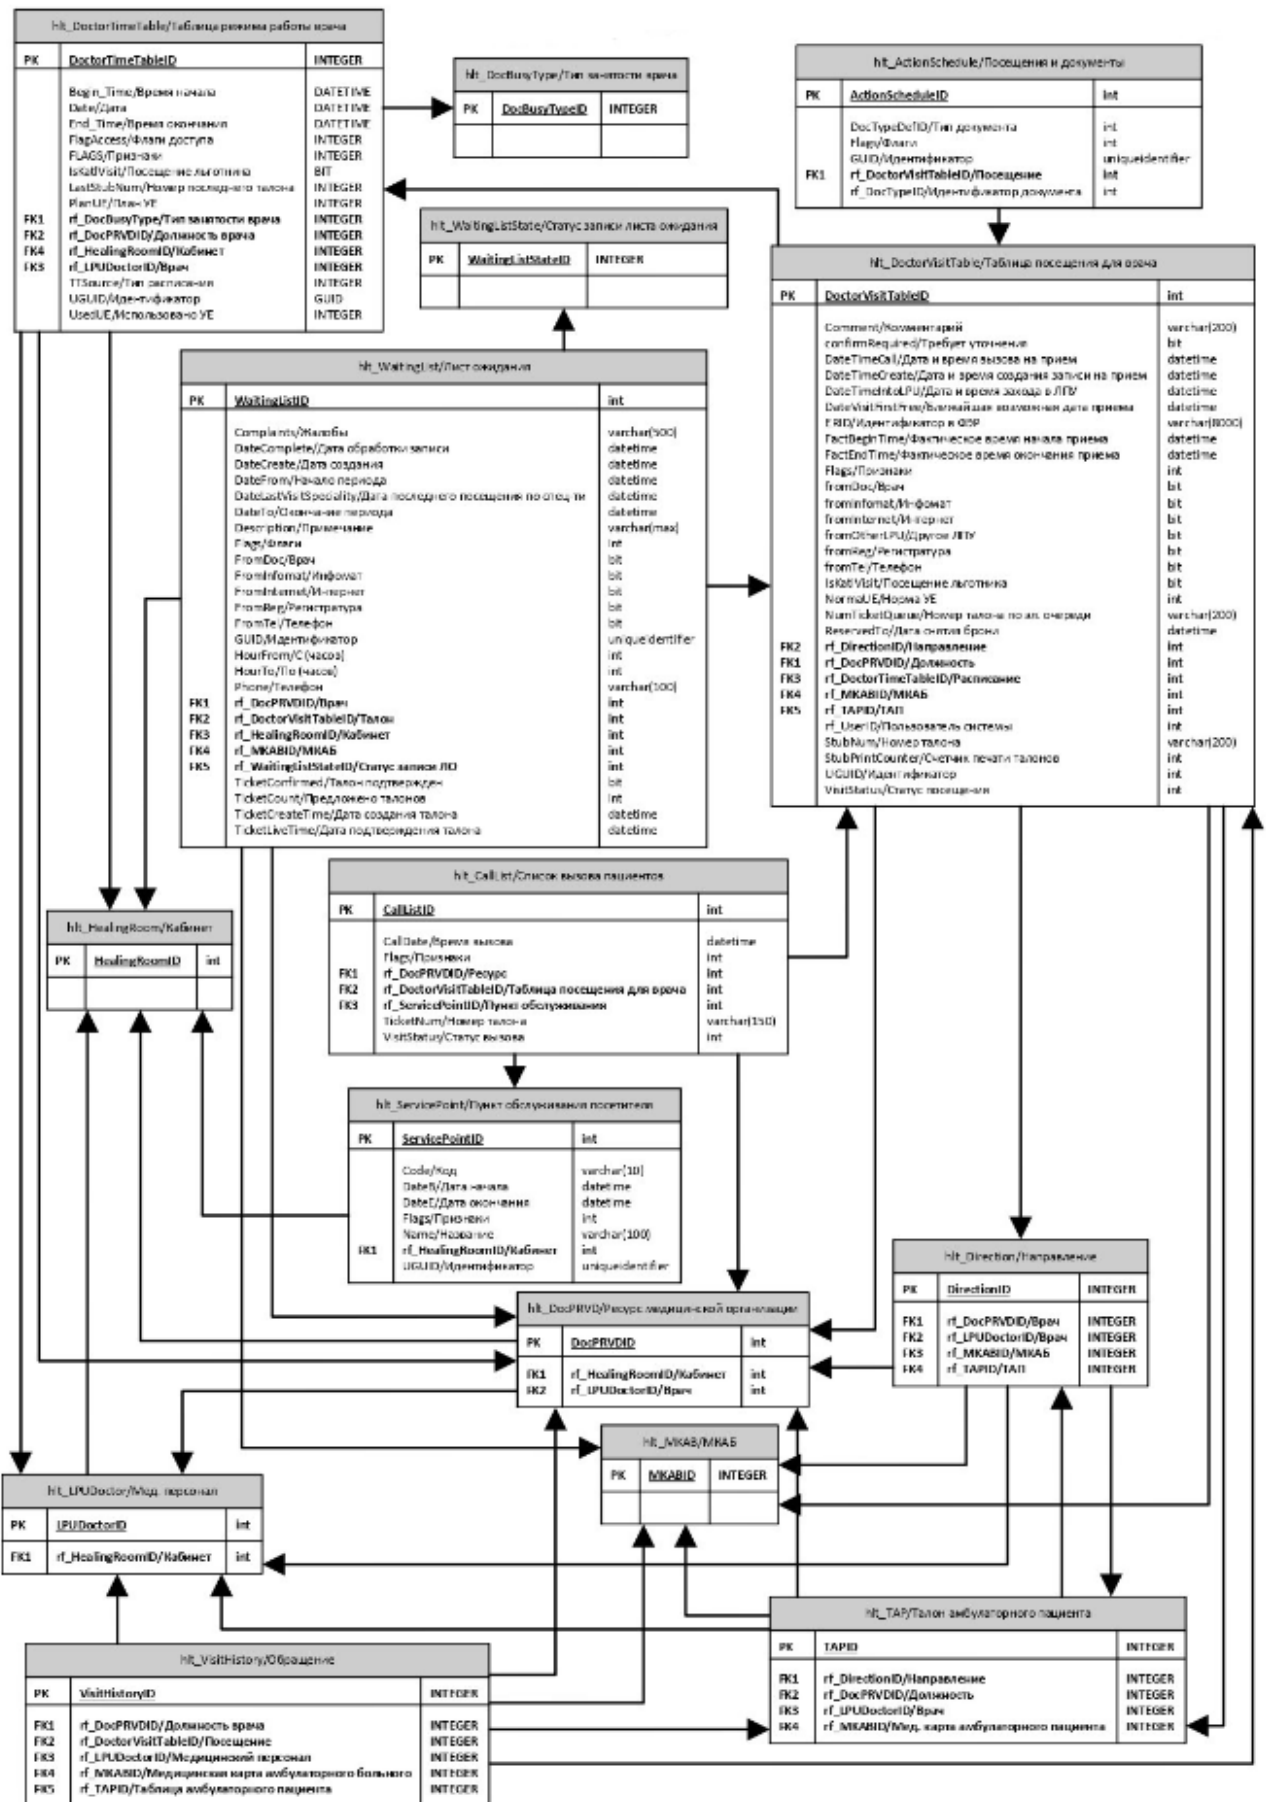 hlt_DoctorTimeTable/Таблица режима работы врача
PK DoctorTimeTableID INTEGER
Begin_Time/Время начала DATETIME
Date/Дата DATETIME
End_Time/Время окончания DATETIME
FlagAccess/Флаги доступа INTEGER
FLAGS/Признаки INTEGER
IsKatlVisit/Посещение льготника BIT
LastStubNum/Номер последнего талона INTEGER
PlanUE/План УЕ INTEGER
FK1 rf_DocBusyType/Тип занятости врача INTEGER
FK2 rf_DocPRVDID/Должность врача INTEGER
FK4 rf_HealingRoomID/Кабинет INTEGER
FK3 rf_LPUDoctorID/Врач INTEGER
TTSource/Тип расписания INTEGER
UGUID/Идентификатор GUID
UsedUE/Использовано УЕ INTEGER
hlt_DocBusyType/Тип занятости врача
PK DocBusyTypeID INTEGER
hlt_ActionSchedule/Посещения и документы
PK ActionScheduleID int
DocTypeDefID/Тип документа int
Flags/Флаги int
GUID/Идентификатор uniqueidentifier
FK1 rf_DoctorVisitTableID/Посещение int
rf_DocTypeID/Идентификатор документа int
hlt_WaitingListState/Статус записи листа ожидания
PK WaitingListStateID INTEGER
hlt_DoctorVisitTable/Таблица посещения для врача
PK DoctorVisitTableID int
Comment/Комментарий varchar(200)
confirmRequired/Требует уточнения bit
DateTimeCall/Дата и время вызова на прием datetime
DateTimeCreate/Дата и время создания записи на прием datetime
DateTimeIntoLPU/Дата и время захода в ЛПУ datetime
DateVisitFirstFree/Ближайшая возможная дата приема datetime
ERID/Идентификатор в ФЭР varchar(8000)
FactBeginTime/Фактическое время начала приема datetime
FactEndTime/Фактическое время окончания приема datetime
Flags/Признаки int
fromDoc/Врач bit
fromInfomat/Инфомат bit
fromInternet/Интернет bit
fromOtherLPU/Другое ЛПУ bit
fromReg/Регистратура bit
fromTel/Телефон bit
IsKatlVisit/Посещение льготника bit
NormaUE/Норма УЕ int
NumTicketQueue/Номер талона по эл. очереди varchar(200)
ReservedTo/Дата снятия брони datetime
FK2 rf_DirectionID/Направление int
FK1 rf_DocPRVDID/Должность int
FK3 rf_DoctorTimeTableID/Расписание int
FK4 rf_MKABID/МКАБ int
FK5 rf_TAPID/ТАП int
rf_UserID/Пользователь системы int
StubNum/Номер талона varchar(200)
StubPrintCounter/Счетчик печати талонов int
UGUID/Идентификатор int
VisitStatus/Статус посещения int
hlt_WaitingList/Лист ожидания
PK WaitingListID int
Complaints/Жалобы varchar(500)
DateComplete/Дата обработки записи datetime
DateCreate/Дата создания datetime
DateFrom/Начало периода datetime
DateLastVisitSpeciality/Дата последнего посещения по спец-ти datetime
DateTo/Окончание периода datetime
Description/Примечание varchar(max)
Flags/Флаги int
FromDoc/Врач bit
FromInfomat/Инфомат bit
FromInternet/Интернет bit
FromReg/Регистратура bit
FromTel/Телефон bit
GUID/Идентификатор uniqueidentifier
HourFrom/С (часов) int
HourTo/По (часов) int
Phone/Телефон varchar(100)
FK1 rf_DocPRVDID/Врач int
FK2 rf_DoctorVisitTableID/Талон int
FK3 rf_HealingRoomID/Кабинет int
FK4 rf_MKABID/МКАБ int
FK5 rf_WaitingListStateID/Статус записи ЛО int
TicketConfirmed/Талон подтвержден bit
TicketCount/Предложено талонов int
TicketCreateTime/Дата создания талона datetime
TicketLiveTime/Дата подтверждения талона datetime
hlt_CallList/Список вызова пациентов
PK CallListID int
CallDate/Время вызова datetime
Flags/Признаки int
FK1 rf_DocPRVDID/Ресурс int
FK2 rf_DoctorVisitTableID/Таблица посещения для врача int
FK3 rf_ServicePointID/Пункт обслуживания int
TicketNum/Номер талона varchar(150)
VisitStatus/Статус вызова int
hlt_HealingRoom/Кабинет
PK HealingRoomID int
hlt_ServicePoint/Пункт обслуживания посетителя
PK ServicePointID int
Code/Код varchar(10)
DateB/Дата начала datetime
DateE/Дата окончания datetime
Flags/Признаки int
Name/Название varchar(100)
FK1 rf_HealingRoomID/Кабинет int
UGUID/Идентификатор uniqueidentifier
hlt_Direction/Направление
PK DirectionID INTEGER
FK1 rf_DocPRVDID/Врач INTEGER
FK2 rf_LPUDoctorID/Врач INTEGER
FK3 rf_MKABID/МКАБ INTEGER
FK4 rf_TAPID/ТАП INTEGER
hlt_DocPRVD/Ресурс медицинской организации
PK DocPRVDID int
FK1 rf_HealingRoomID/Кабинет int
FK2 rf_LPUDoctorID/Врач int
hlt_MKAB/МКАБ
PK MKABID INTEGER
hlt_LPUDoctor/Мед. персонал
PK LPUDoctorID int
FK1 rf_HealingRoomID/Кабинет int
hlt_TAP/Талон амбулаторного пациента
PK TAPID INTEGER
FK1 rf_DirectionID/Направление INTEGER
FK2 rf_DocPRVDID/Должность INTEGER
FK3 rf_LPUDoctorID/Врач INTEGER
FK4 rf_MKABID/Мед. карта амбулаторного пациента INTEGER
hlt_VisitHistory/Обращение
PK VisitHistoryID INTEGER
FK1 rf_DocPRVDID/Должность врача INTEGER
FK2 rf_DoctorVisitTableID/Посещение INTEGER
FK3 rf_LPUDoctorID/Медицинский персонал INTEGER
FK4 rf_MKABID/Медицинская карта амбулаторного больного INTEGER
FK5 rf_TAPID/Таблица амбулаторного пациента INTEGER